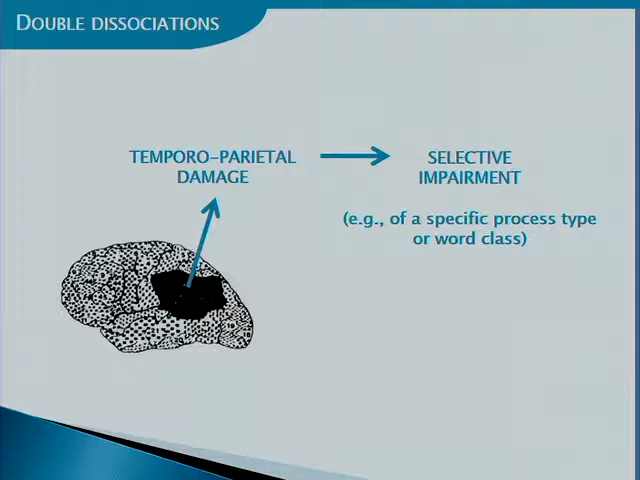 DOUBLE DISSOCIATIONS
TEMPORO-PARIETAL
DAMAGE
SELECTIVE
IMPAIRMENT
(e.g., of a specific process type
or word class)